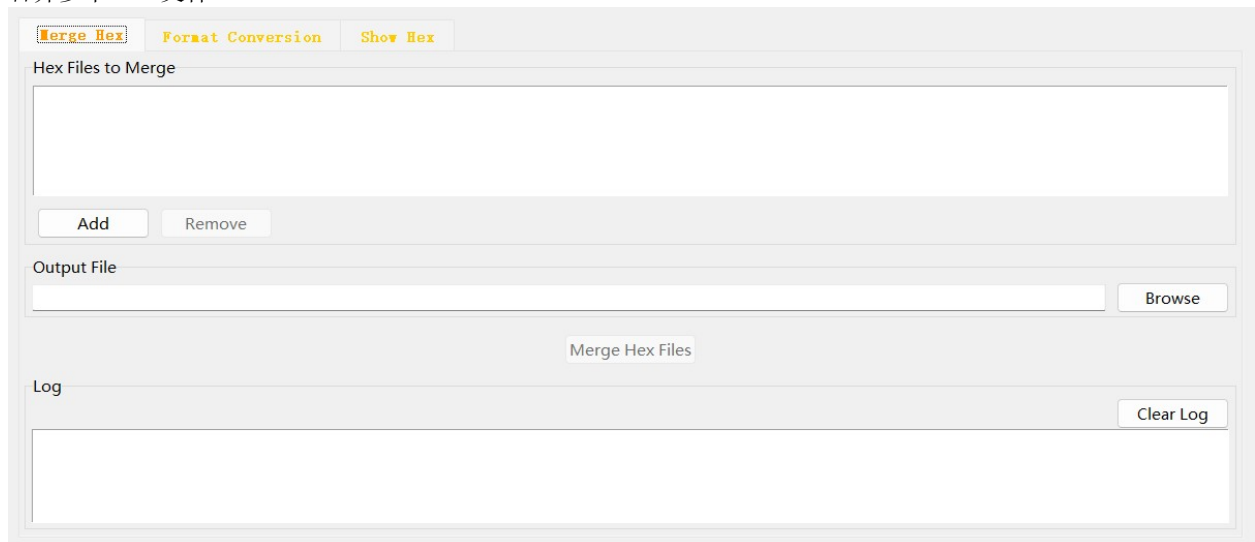 Merge Hex Format Conversion Show Hex
Hex Files to Merge
Add Remove
Output File
Browse
Merge Hex Files
Log
Clear Log